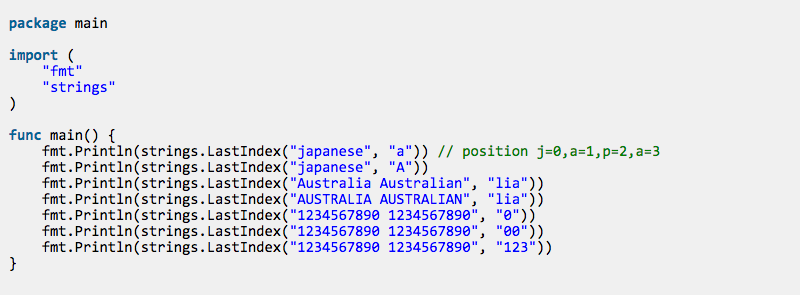 package main
import (
    "fmt"
    "strings"
)
func main() {
    fmt.Println(strings.LastIndex("japanese", "a")) // position j=0,a=1,p=2,a=3
    fmt.Println(strings.LastIndex("japanese", "A"))
    fmt.Println(strings.LastIndex("Australia Australian", "lia"))
    fmt.Println(strings.LastIndex("AUSTRALIA AUSTRALIAN", "lia"))
    fmt.Println(strings.LastIndex("1234567890 1234567890", "0"))
    fmt.Println(strings.LastIndex("1234567890 1234567890", "00"))
    fmt.Println(strings.LastIndex("1234567890 1234567890", "123"))
}